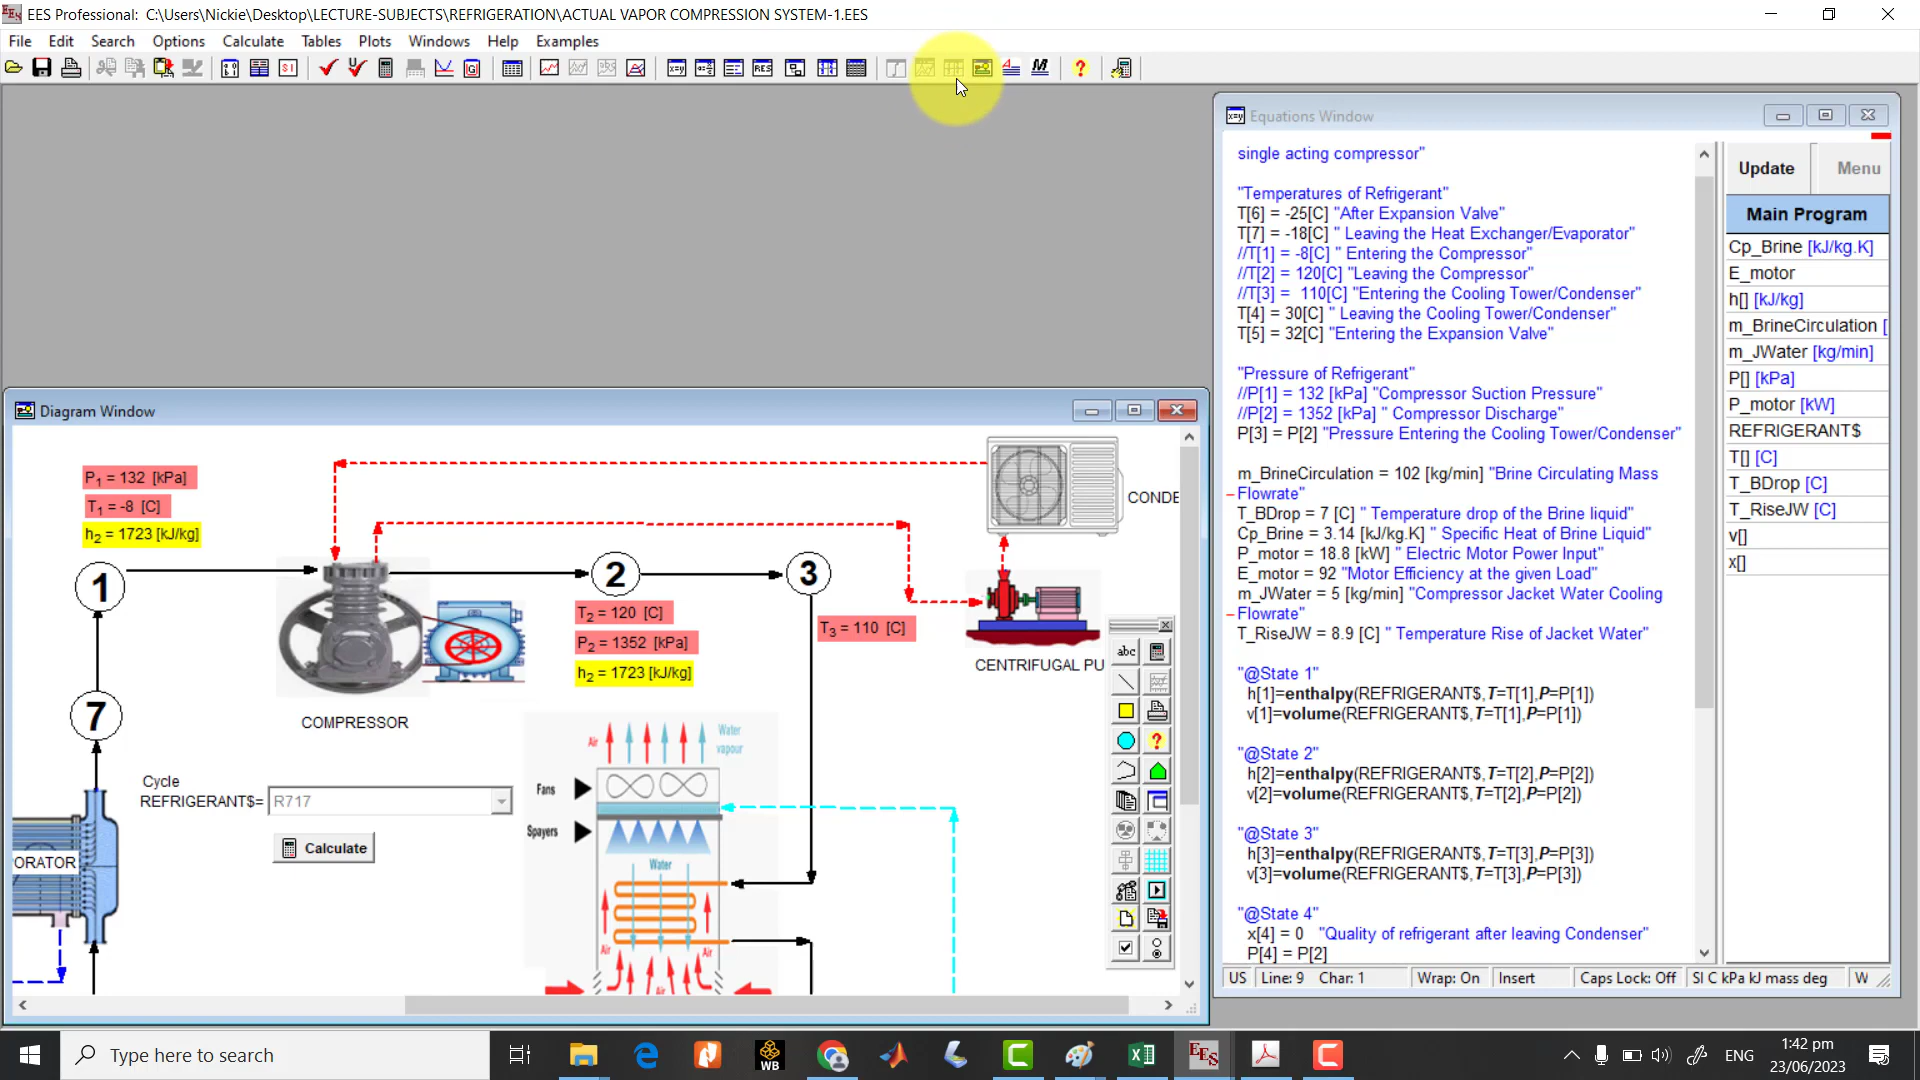 EES Professional: C:\Users\Nickie\Desktop\LECTURE-SUBJECTS\REFRIGERATION\ACTUAL VAPOR COMPRESSION SYSTEM-1.EES
File Edit Search Options Calculate Tables Plots Windows Help Examples
Equations Window
single acting compressor"
"Temperatures of Refrigerant"
T[6] = -25[C] "After Expansion Valve"
T[7] = -18[C] " Leaving the Heat Exchanger/Evaporator"
//T[1] = -8[C] " Entering the Compressor"
//T[2] = 120[C] "Leaving the Compressor"
//T[3] = 110[C] "Entering the Cooling Tower/Condenser"
T[4] = 30[C] " Leaving the Cooling Tower/Condenser"
T[5] = 32[C] "Entering the Expansion Valve"
"Pressure of Refrigerant"
//P[1] = 132 [kPa] "Compressor Suction Pressure"
//P[2] = 1352 [kPa] " Compressor Discharge"
P[3] = P[2] "Pressure Entering the Cooling Tower/Condenser"
m_BrineCirculation = 102 [kg/min] "Brine Circulating Mass
Flowrate"
T_BDrop = 7 [C] " Temperature drop of the Brine liquid"
Cp_Brine = 3.14 [kJ/kg.K] " Specific Heat of Brine Liquid"
P_motor = 18.8 [kW] " Electric Motor Power Input"
E_motor = 92 "Motor Efficiency at the given Load"
m_JWater = 5 [kg/min] "Compressor Jacket Water Cooling
Flowrate"
T_RiseJW = 8.9 [C] " Temperature Rise of Jacket Water"
"@State 1"
h[1]=enthalpy(REFRIGERANT$,T=T[1],P=P[1])
v[1]=volume(REFRIGERANT$,T=T[1],P=P[1])
"@State 2"
h[2]=enthalpy(REFRIGERANT$,T=T[2],P=P[2])
v[2]=volume(REFRIGERANT$,T=T[2],P=P[2])
"@State 3"
h[3]=enthalpy(REFRIGERANT$,T=T[3],P=P[3])
v[3]=volume(REFRIGERANT$,T=T[3],P=P[3])
"@State 4"
x[4] = 0 "Quality of refrigerant after leaving Condenser"
P[4] = P[2]
Update Menu
Main Program
Cp_Brine [kJ/kg.K]
E_motor
h[] [kJ/kg]
m_BrineCirculation [
m_JWater [kg/min]
P[] [kPa]
P_motor [kW]
REFRIGERANT$
T[] [C]
T_BDrop [C]
T_RiseJW [C]
v[]
x[]
US Line: 9 Char: 1 Wrap: On Insert Caps Lock: Off SI C kPa kJ mass deg W
Diagram Window
P1 = 132 [kPa]
T1 = -8 [C]
h2 = 1723 [kJ/kg]
CONDE
1
2
3
T2 = 120 [C]
P2 = 1352 [kPa]
h2 = 1723 [kJ/kg]
T3 = 110 [C]
CENTRIFUGAL PU
abc
7
COMPRESSOR
Air
Water
vapour
Cycle
REFRIGERANT$= R717
Calculate
ORATOR
Fans
Spayers
Water
Air
Air
Air
Type here to search
WB
EES
ENG
1:42 pm
23/06/2023